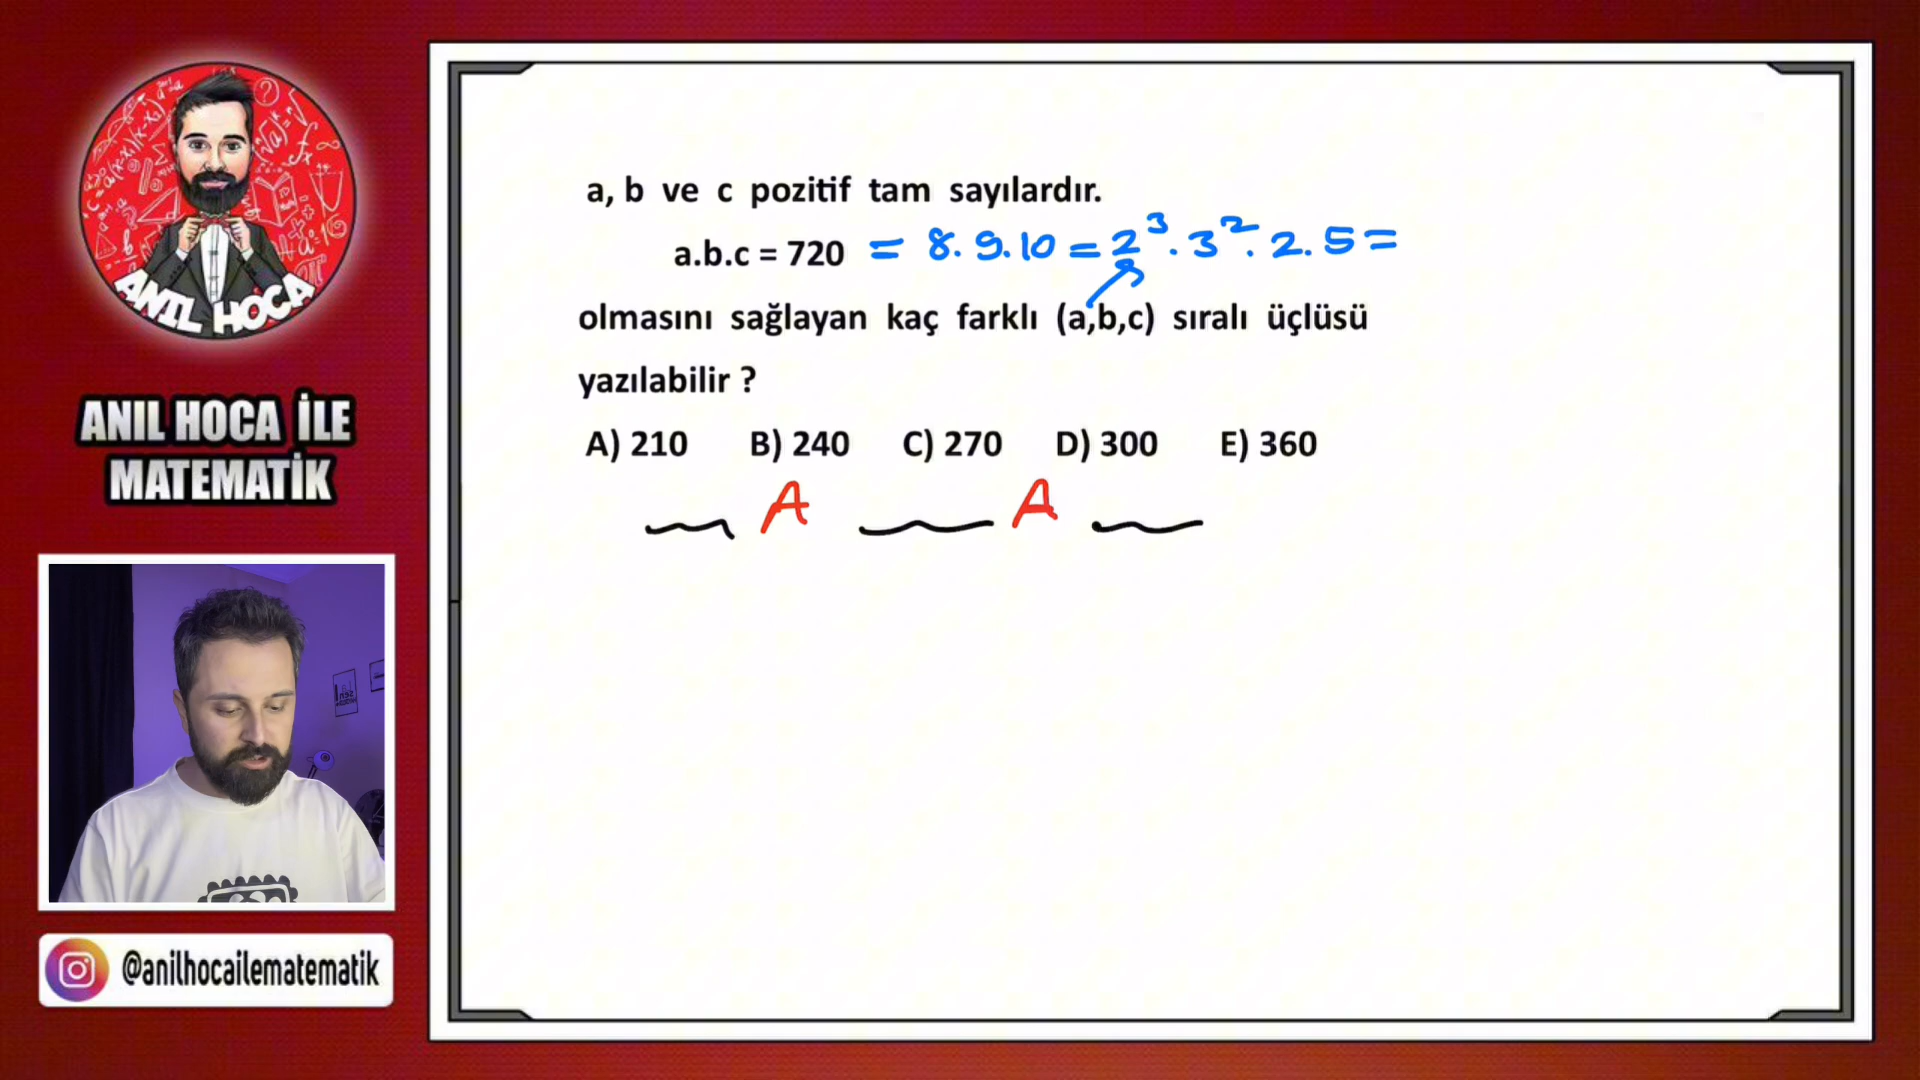 ANIL HOCA
ANIL HOCA İLE
MATEMATİK
@anilhocailematematik
a, b ve c pozitif tam sayılardır.
a.b.c = 720 = 8.9.10 = 2³.3².2.5 =
olmasını sağlayan kaç farklı (a,b,c) sıralı üçlüsü
yazılabilir ?
A) 210 B) 240 C) 270 D) 300 E) 360
A A